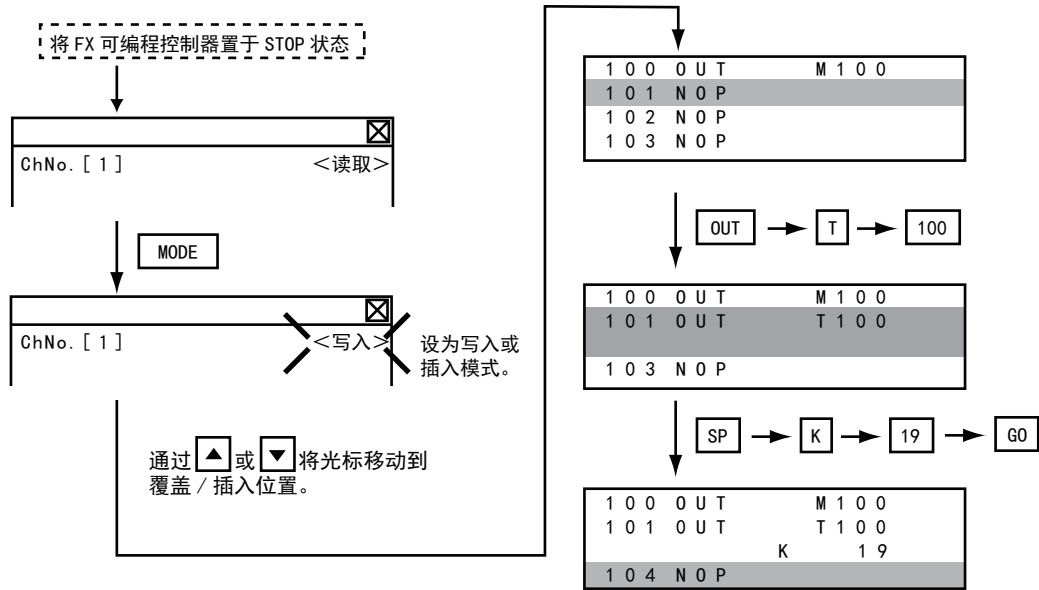 将 FX 可编程控制器置于 STOP 状态
ChNo.[1] <读取>
MODE
ChNo.[1] <写入>
设为写入或
插入模式。
通过 ▲ 或 ▼ 将光标移动到
覆盖/插入位置。
100 OUT M100
101 NOP
102 NOP
103 NOP
OUT T 100
100 OUT M100
101 OUT T100
103 NOP
SP K 19 GO
100 OUT M100
101 OUT T100
K 19
104 NOP